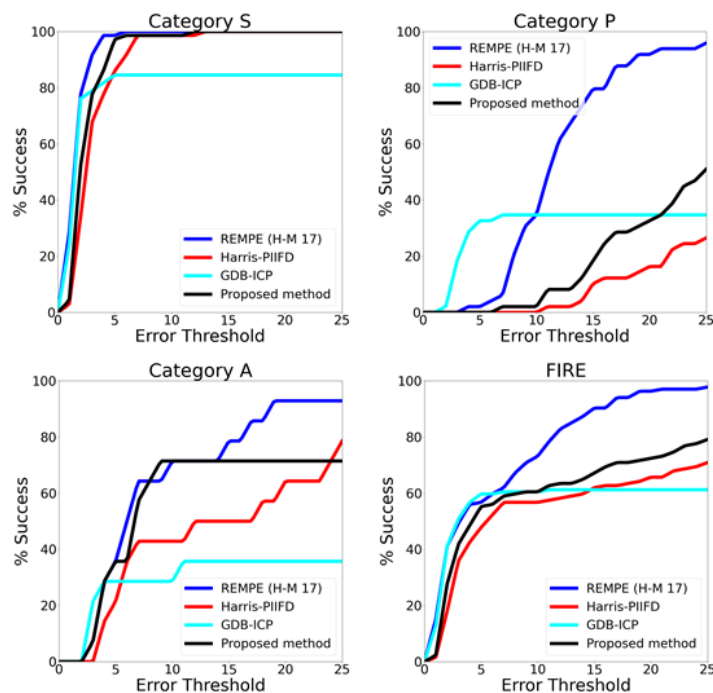 Category S
100
80
60
40
20
0
% Success
REMPE (H-M 17)
Harris-PIIFD
GDB-ICP
Proposed method
0 5 10 15 20 25
Error Threshold
Category P
100
80
60
40
20
0
% Success
REMPE (H-M 17)
Harris-PIIFD
GDB-ICP
Proposed method
0 5 10 15 20 25
Error Threshold
Category A
100
80
60
40
20
0
% Success
REMPE (H-M 17)
Harris-PIIFD
GDB-ICP
Proposed method
0 5 10 15 20 25
Error Threshold
FIRE
100
80
60
40
20
0
% Success
REMPE (H-M 17)
Harris-PIIFD
GDB-ICP
Proposed method
0 5 10 15 20 25
Error Threshold